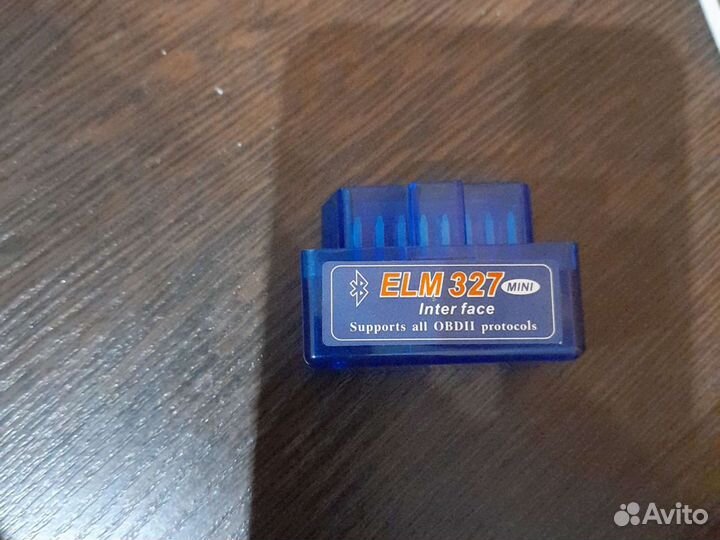 ELM 327 MINI
Inter face
Supports all OBDII protocols
Avito